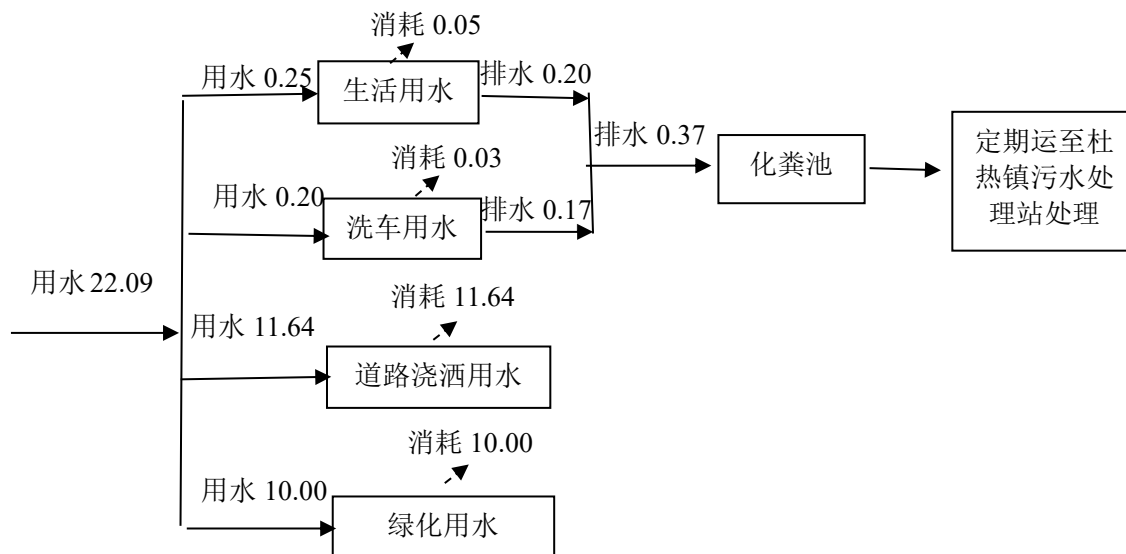 消耗 0.05
用水 0.25
生活用水
排水 0.20
消耗 0.03
用水 0.20
洗车用水
排水 0.17
排水 0.37
化粪池
定期运至杜
热镇污水处
理站处理
用水 22.09
消耗 11.64
用水 11.64
道路浇洒用水
消耗 10.00
用水 10.00
绿化用水